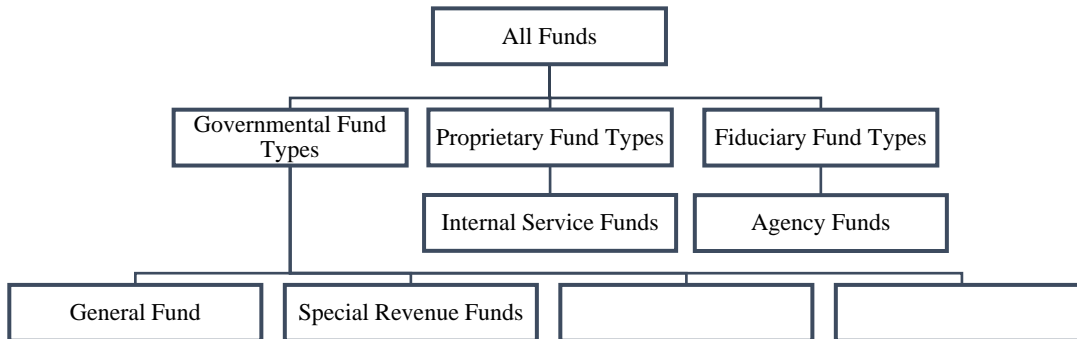 All Funds
Governmental Fund
Types
Proprietary Fund Types
Fiduciary Fund Types
Internal Service Funds
Agency Funds
General Fund
Special Revenue Funds